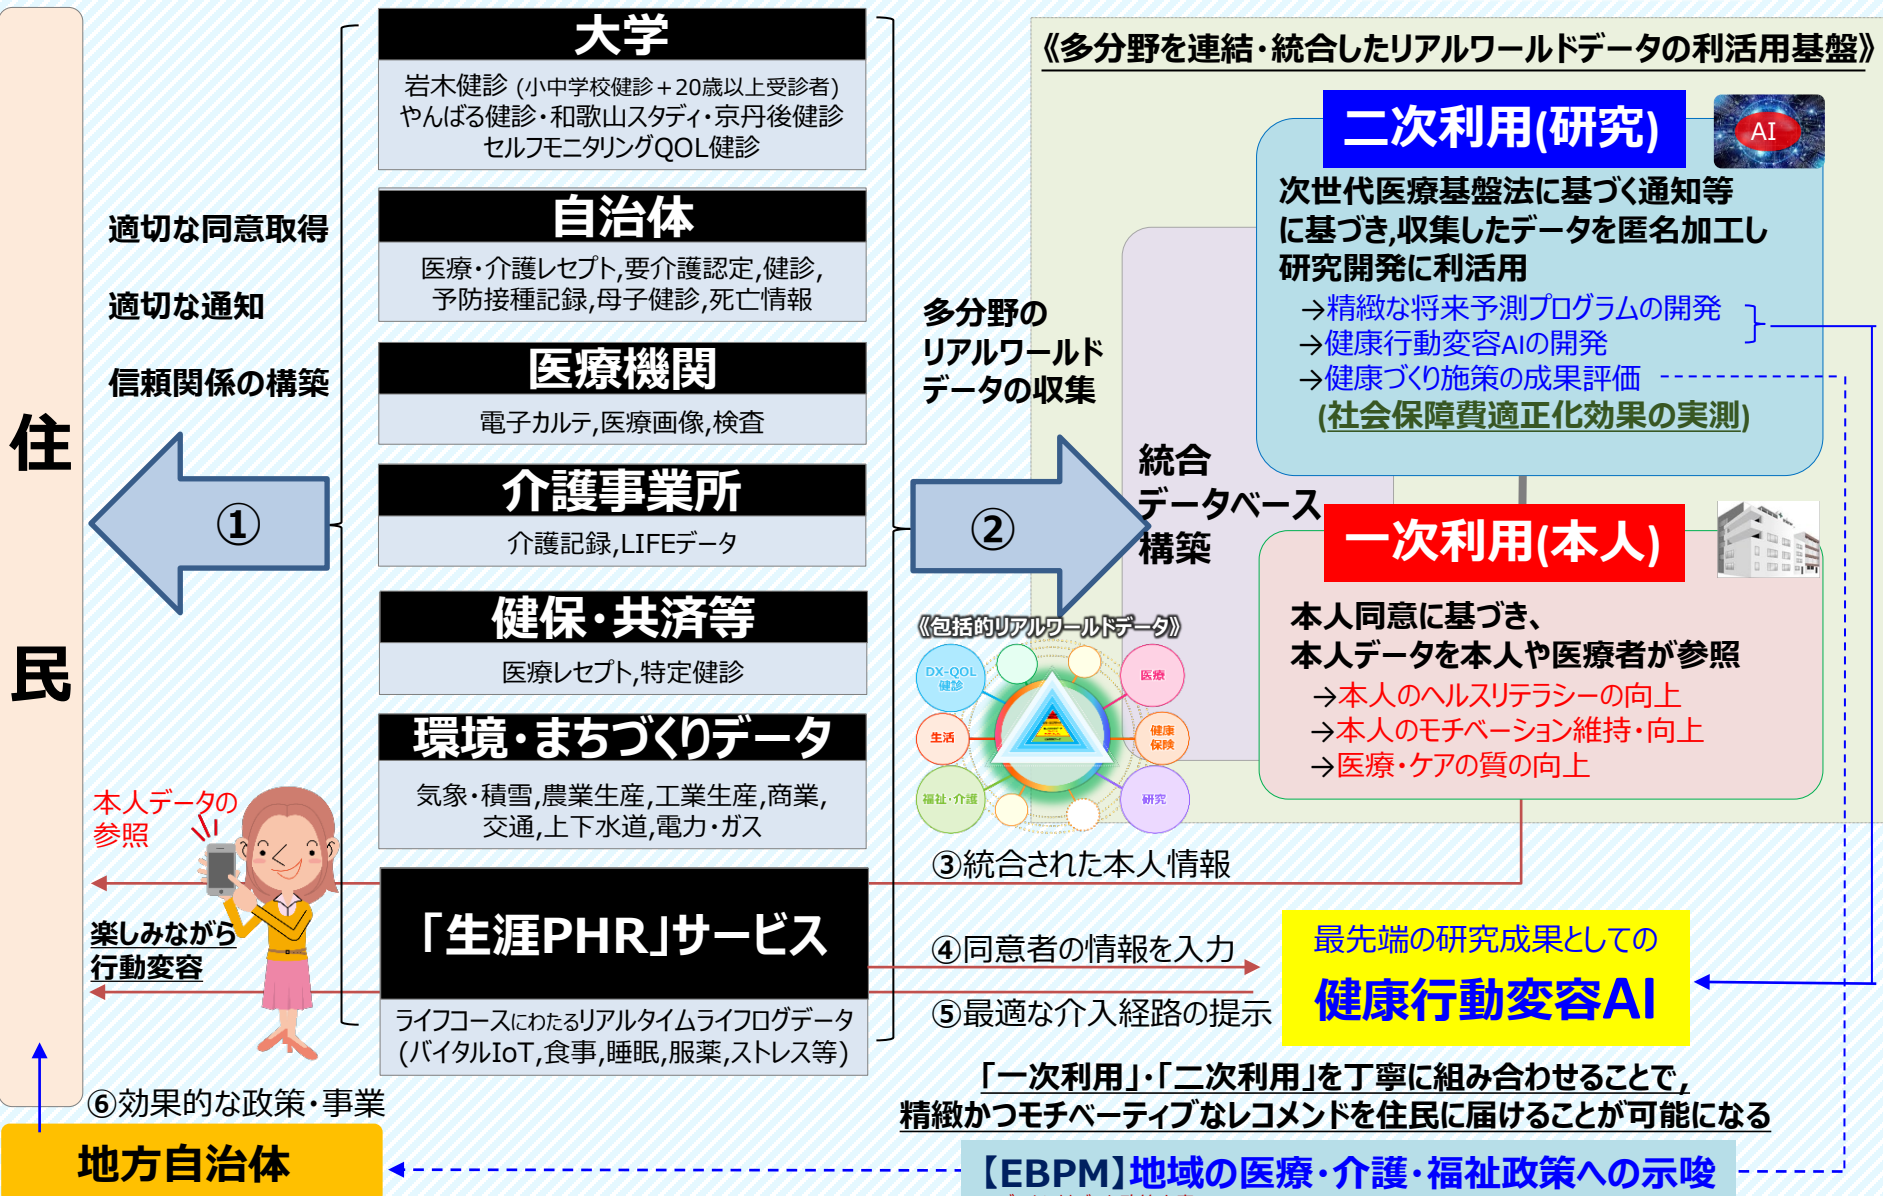 住
民
適切な同意取得
適切な通知
信頼関係の構築
①
大学
岩木健診 (小中学校健診+20歳以上受診者)
やんばる健診・和歌山スタディ・京丹後健診
セルフモニタリングQOL健診
自治体
医療・介護レセプト,要介護認定,健診,
予防接種記録,母子健診,死亡情報
医療機関
電子カルテ,医療画像,検査
介護事業所
介護記録,LIFEデータ
健保・共済等
医療レセプト,特定健診
環境・まちづくりデータ
気象・積雪,農業生産,工業生産,商業,
交通,上下水道,電力・ガス
「生涯PHR」サービス
ライフコースにわたるリアルタイムライフログデータ
(バイタルIoT,食事,睡眠,服薬,ストレス等)
多分野の
リアルワールド
データの収集
②
《多分野を連結・統合したリアルワールドデータの利活用基盤》
統合
データベース
構築
二次利用(研究)
AI
次世代医療基盤法に基づく通知等
に基づき,収集したデータを匿名加工し
研究開発に利活用
→精緻な将来予測プログラムの開発
→健康行動変容AIの開発
→健康づくり施策の成果評価
(社会保障費適正化効果の実測)
一次利用(本人)
本人同意に基づき、
本人データを本人や医療者が参照
→本人のヘルスリテラシーの向上
→本人のモチベーション維持・向上
→医療・ケアの質の向上
《包括的リアルワールドデータ》
DX-QOL
健診
医療
生活
健康
保険
福祉・介護
研究
本人データの
参照
楽しみながら
行動変容
③統合された本人情報
④同意者の情報を入力
⑤最適な介入経路の提示
最先端の研究成果としての
健康行動変容AI
「一次利用」・「二次利用」を丁寧に組み合わせることで,
精緻かつモチベーティブなレコメンドを住民に届けることが可能になる
⑥効果的な政策・事業
地方自治体
【EBPM】地域の医療・介護・福祉政策への示唆